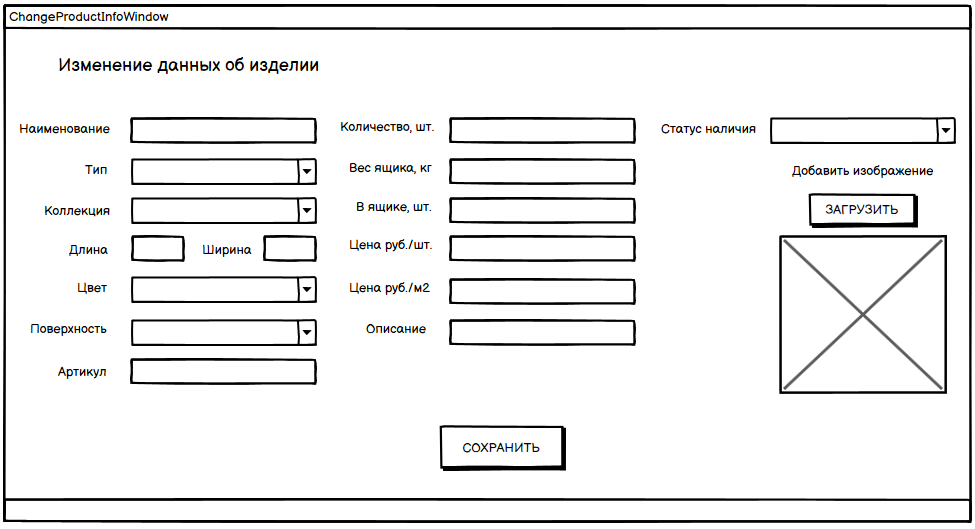 ChangeProductInfoWindow
Изменение данных об изделии
Наименование
Тип
Коллекция
Длина
Ширина
Цвет
Поверхность
Артикул
Количество, шт.
Вес ящика, кг
В ящике, шт.
Цена руб./шт.
Цена руб./м2
Описание
Статус наличия
Добавить изображение
ЗАГРУЗИТЬ
СОХРАНИТЬ